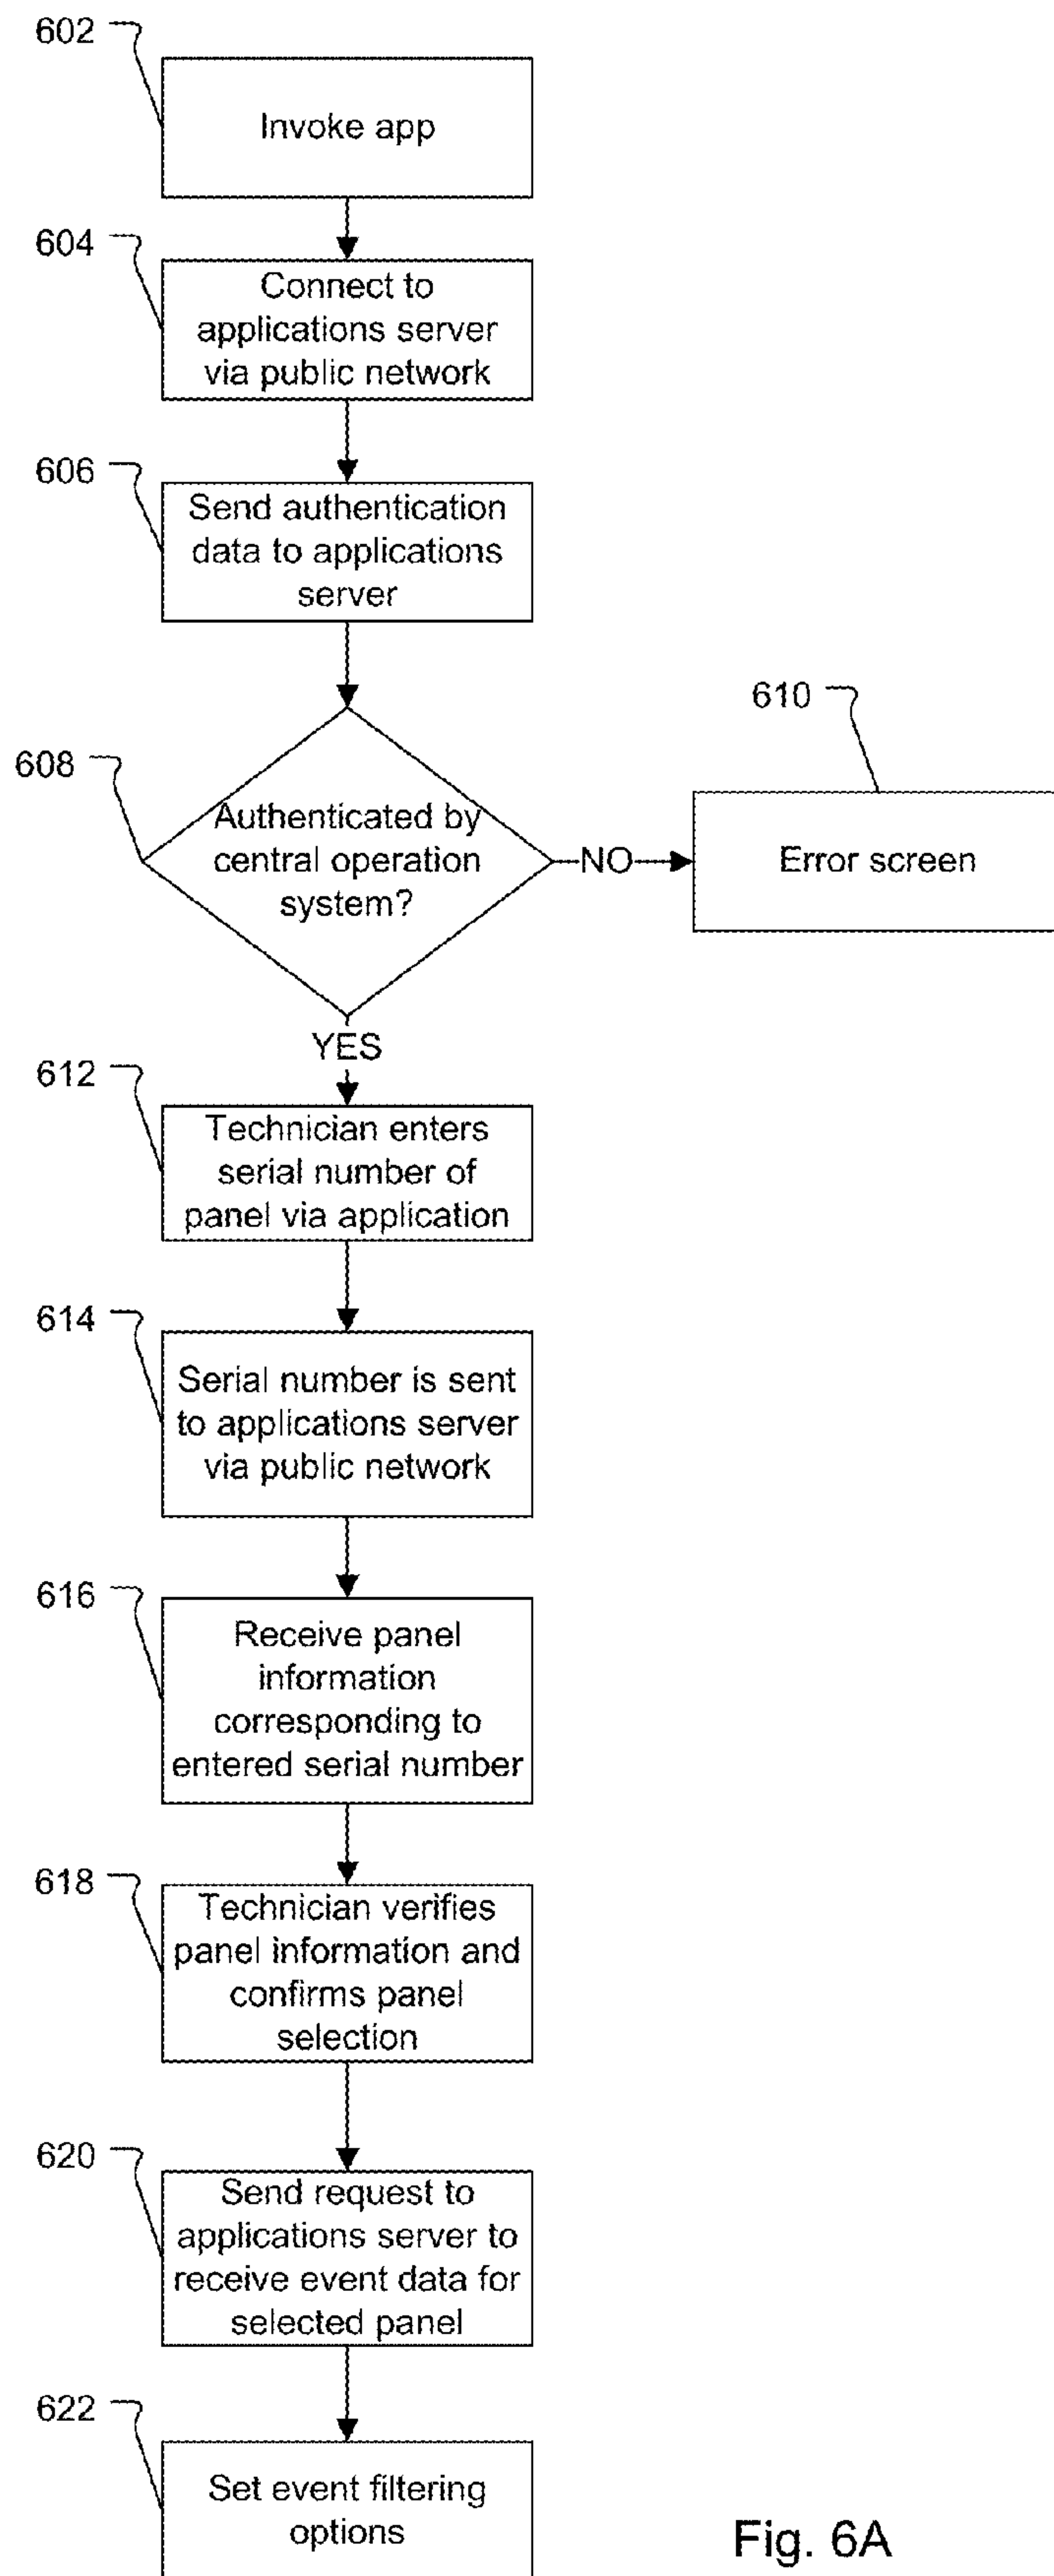 602
Invoke app
604
Connect to
applications server
via public network
606
Send authentication
data to applications
server
608
Authenticated by
central operation
system?
NO
610
Error screen
YES
612
Technician enters
serial number of
panel via application
614
Serial number is sent
to applications server
via public network
616
Receive panel
information
corresponding to
entered serial number
618
Technician verifies
panel information and
confirms panel
selection
620
Send request to
applications server to
receive event data for
selected panel
622
Set event filtering
options
Fig. 6A